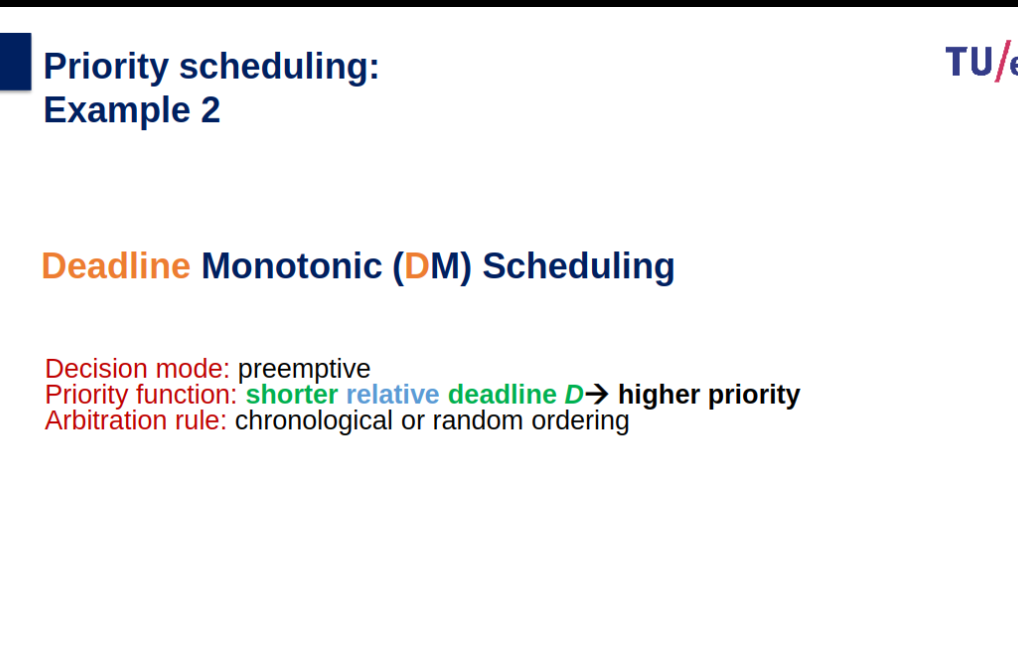 Priority scheduling:
Example 2
TU/e
Deadline Monotonic (DM) Scheduling
Decision mode: preemptive
Priority function: shorter relative deadline D→ higher priority
Arbitration rule: chronological or random ordering